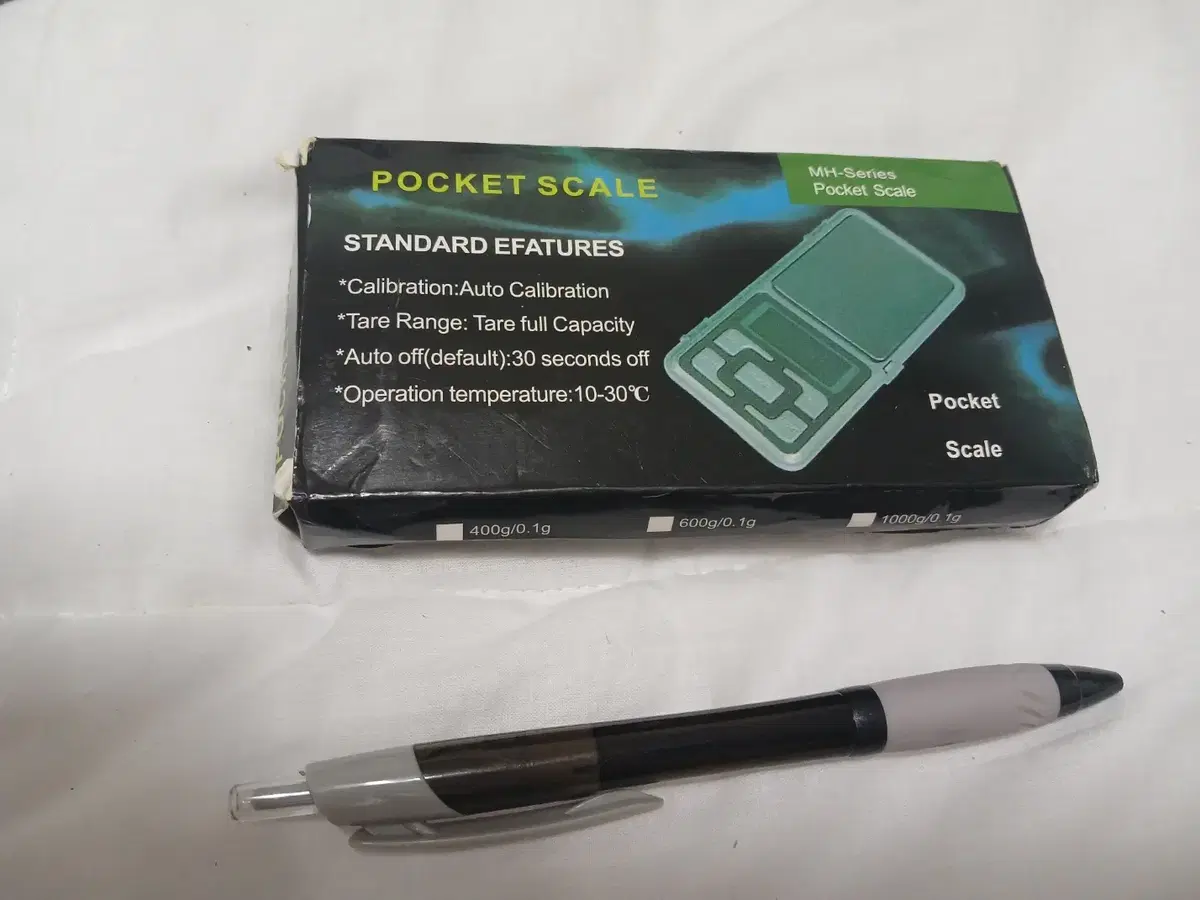 POCKET SCALE
MH-Series
Pocket Scale
STANDARD EFATURES
*Calibration:Auto Calibration
*Tare Range: Tare full Capacity
*Auto off(default):30 seconds off
*Operation temperature:10-30℃
Pocket
Scale
400g/0.1g
600g/0.1g
1000g/0.1g